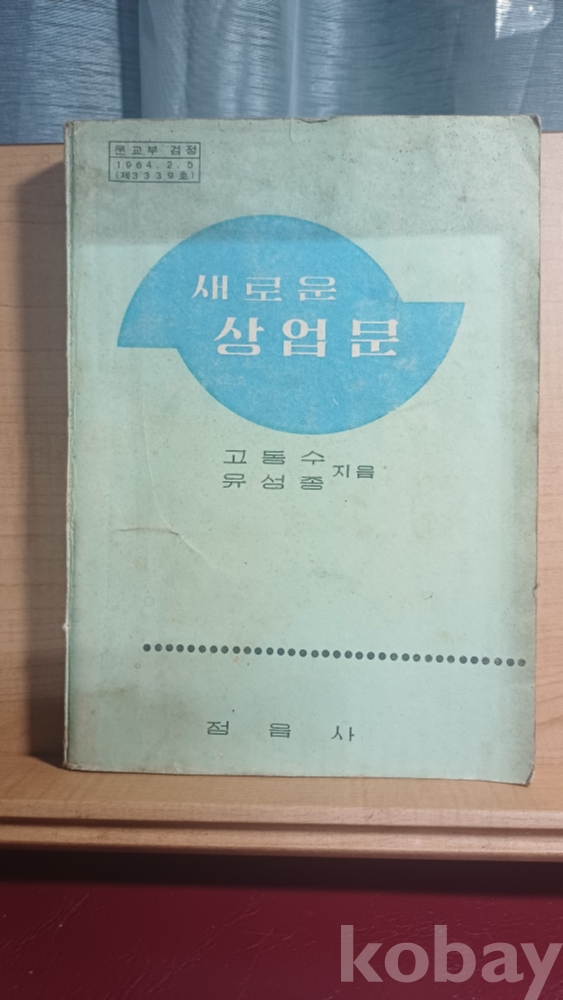 문교부 검정
1964.2.5
(제3339호)
새로운
상업문
고동수
유성종 지음
정음사
kobay